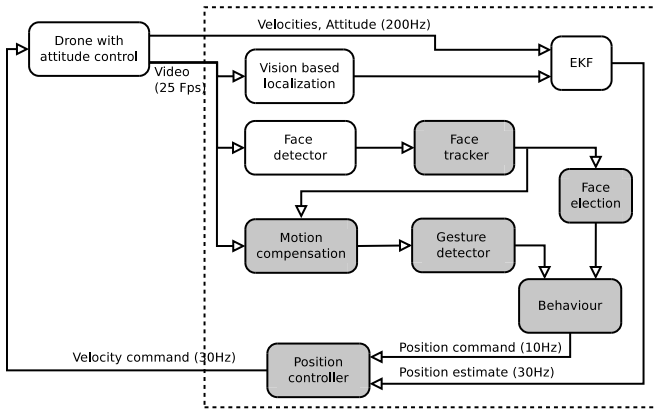 Velocities, Attitude (200Hz)
Drone with
attitude control
Video
(25 Fps)
Vision based
localization
EKF
Face
detector
Face
tracker
Face
election
Motion
compensation
Gesture
detector
Behaviour
Position command (10Hz)
Velocity command (30Hz)
Position
controller
Position estimate (30Hz)